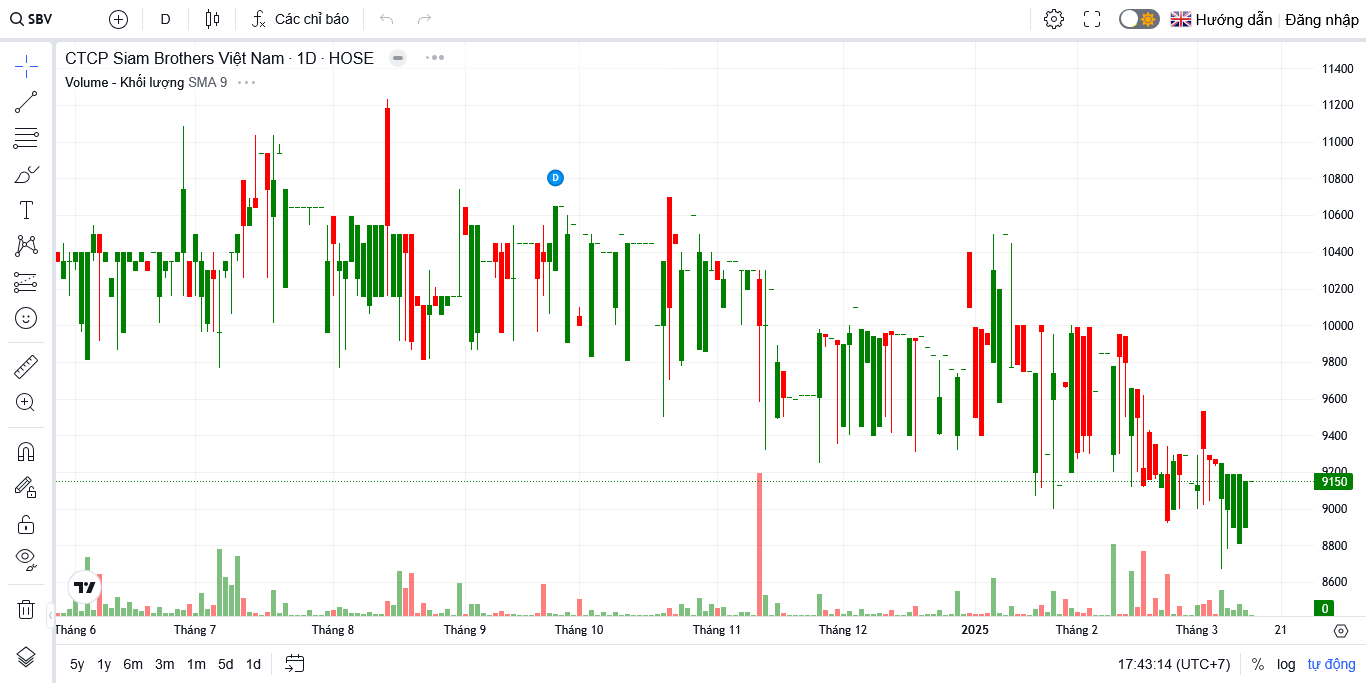 SBV D Các chỉ báo Hướng dẫn Đăng nhập
CTCP Siam Brothers Việt Nam · 1D · HOSE
Volume - Khối lượng SMA 9
D
11400
11200
11000
10800
10600
10400
10200
10000
9800
9600
9400
9200
9150
9000
8800
8600
0
Tháng 6 Tháng 7 Tháng 8 Tháng 9 Tháng 10 Tháng 11 Tháng 12 2025 Tháng 2 Tháng 3 21
5y 1y 6m 3m 1m 5d 1d 17:43:14 (UTC+7) % log tự động